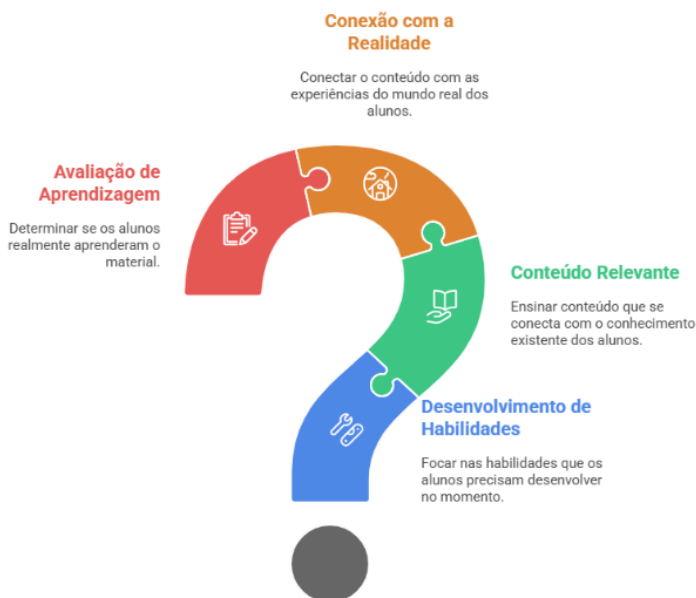 Conexão com a
Realidade
Conectar o conteúdo com as
experiências do mundo real dos
alunos.
Avaliação de
Aprendizagem
Determinar se os alunos
realmente aprenderam o
material.
Conteúdo Relevante
Ensinar conteúdo que se
conecta com o conhecimento
existente dos alunos.
Desenvolvimento de
Habilidades
Focar nas habilidades que os
alunos precisam desenvolver
no momento.